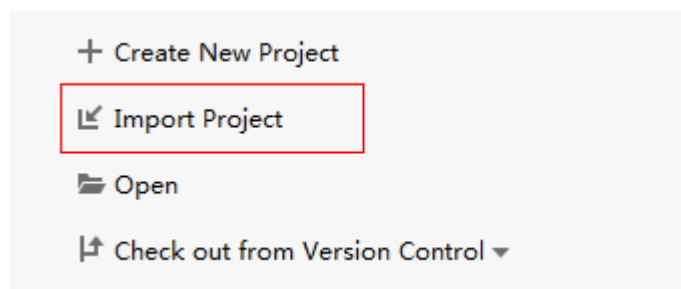 Create New Project
Import Project
Open
Check out from Version Control